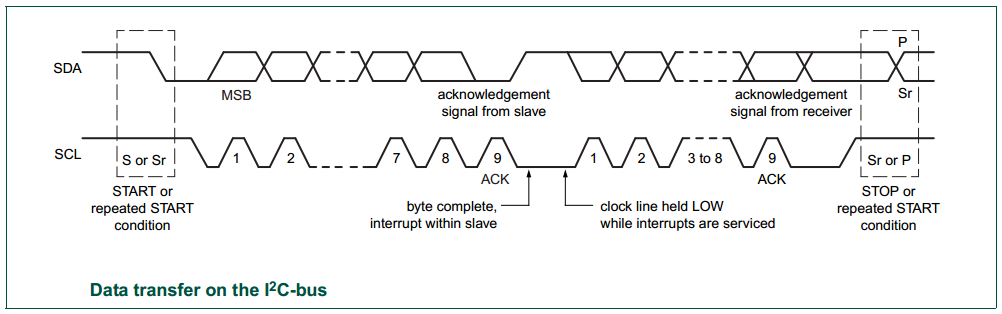 P
SDA
MSB
acknowledgement
signal from slave
acknowledgement
signal from receiver
Sr
SCL
S or Sr
1
2
7
8
9
1
2
3 to 8
9
Sr or P
ACK
ACK
START or
repeated START
condition
byte complete,
interrupt within slave
clock line held LOW
while interrupts are serviced
STOP or
repeated START
condition
Data transfer on the I²C-bus